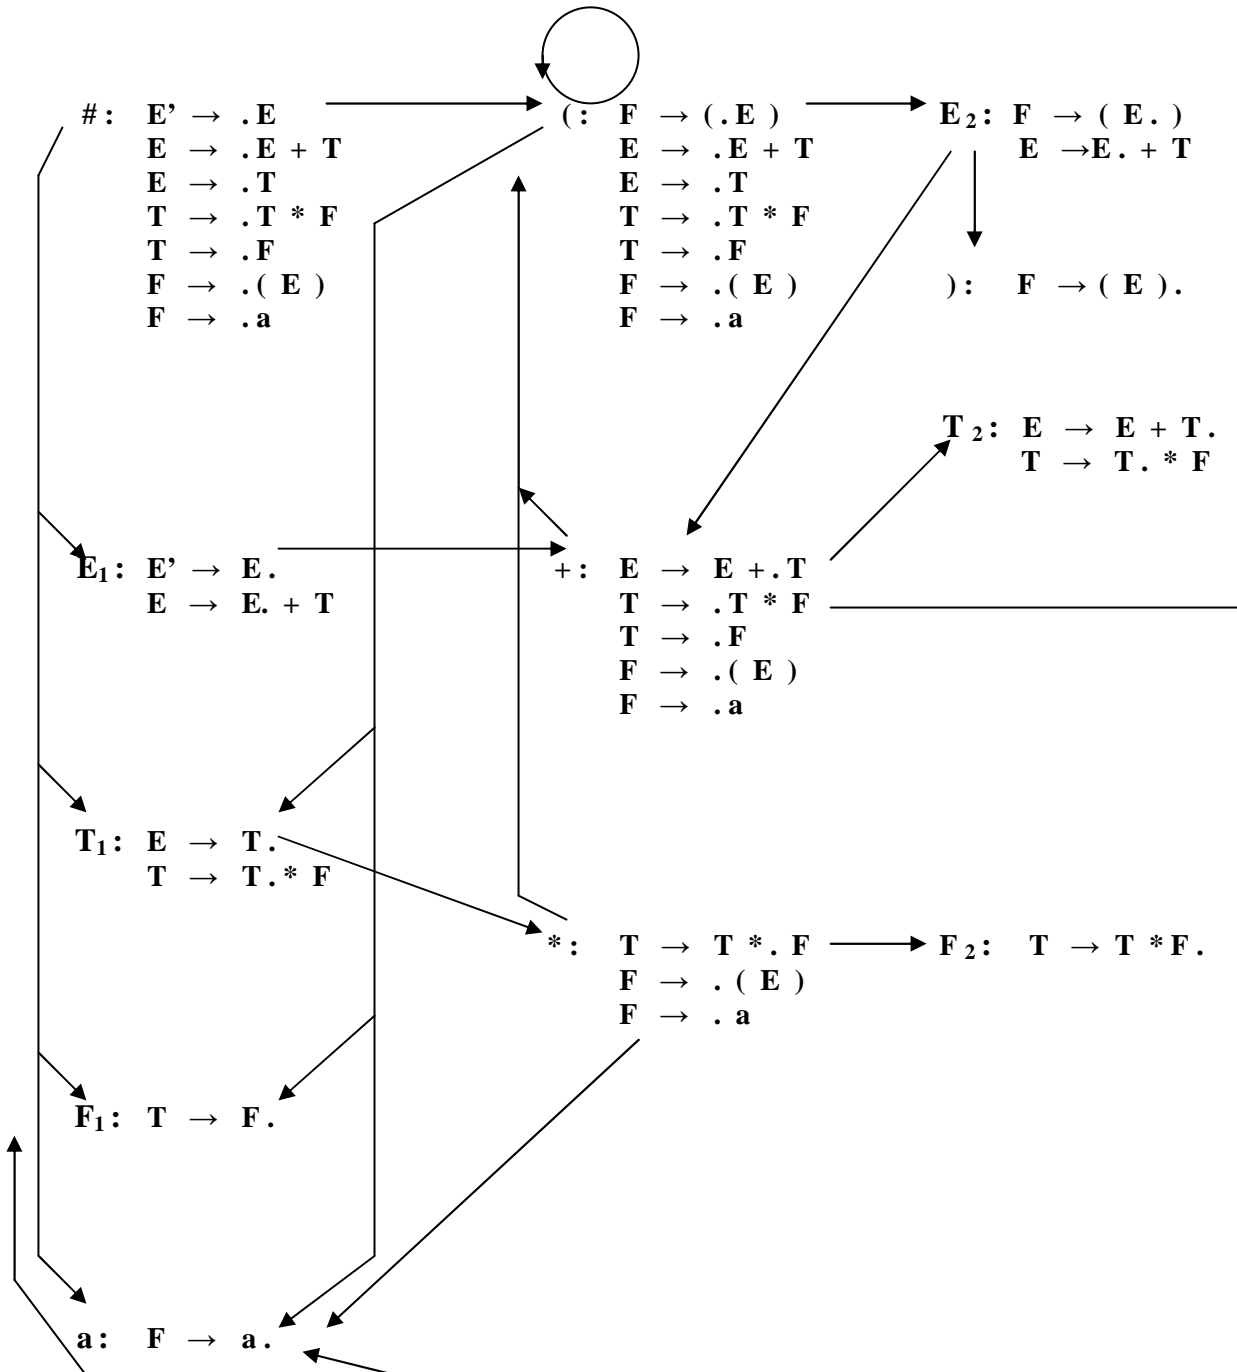 #: E’ → .E
E → .E + T
E → .T
T → .T * F
T → .F
F → .( E )
F → .a
(: F → (.E )
E → .E + T
E → .T
T → .T * F
T → .F
F → .( E )
F → .a
E2: F → ( E. )
E →E. + T
): F → ( E ).
T2: E → E + T.
T → T. * F
E1: E’ → E.
E → E. + T
+: E → E +.T
T → .T * F
T → .F
F → .( E )
F → .a
T1: E → T.
T → T.* F
*: T → T *. F
F → . ( E )
F → . a
F2: T → T *F.
F1: T → F.
a: F → a.